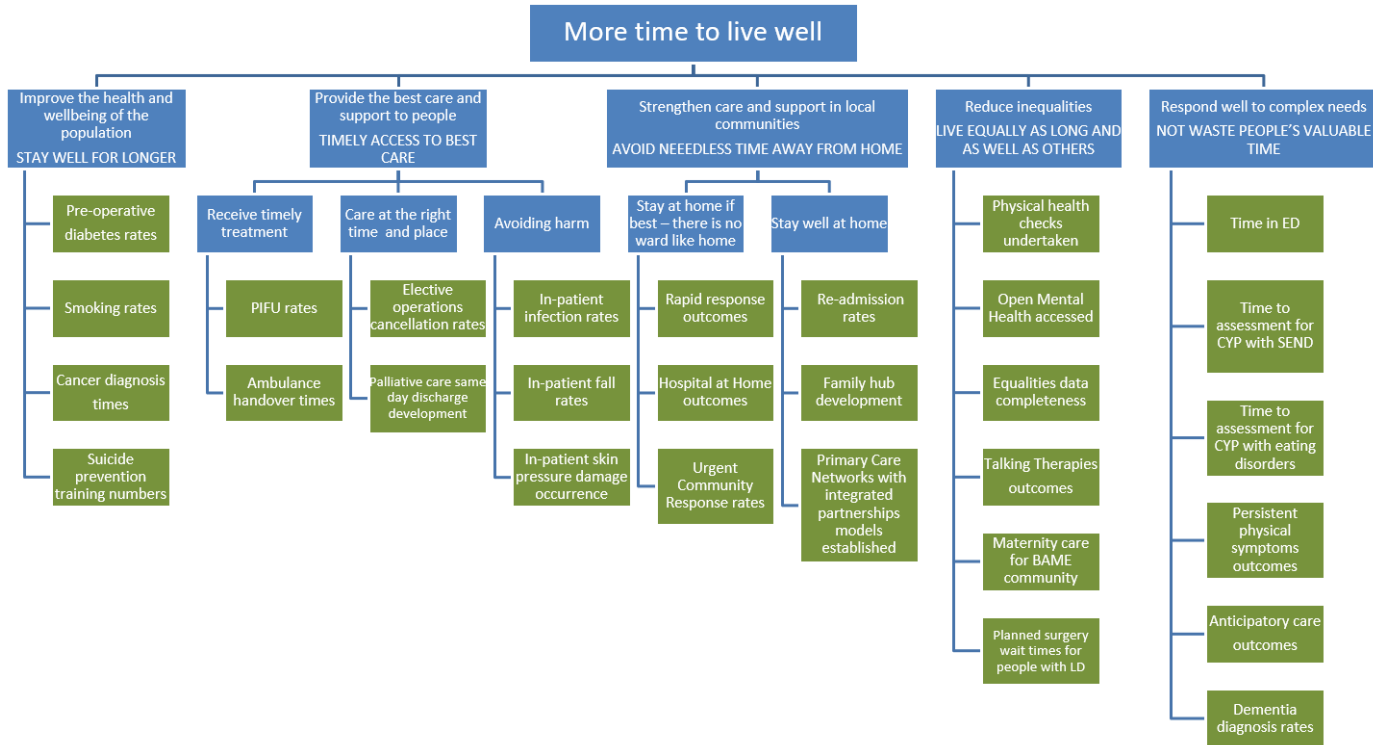 More time to live well
Improve the health and
wellbeing of the
population
STAY WELL FOR LONGER
Provide the best care and
support to people
TIMELY ACCESS TO BEST
CARE
Strengthen care and support in local
communities
AVOID NEEEDLESS TIME AWAY FROM HOME
Reduce inequalities
LIVE EQUALLY AS LONG AND
AS WELL AS OTHERS
Respond well to complex needs
NOT WASTE PEOPLE’S VALUABLE
TIME
Pre-operative
diabetes rates
Smoking rates
Cancer diagnosis
times
Suicide
prevention
training numbers
Receive timely
treatment
PIFU rates
Ambulance
handover times
Care at the right
time and place
Elective
operations
cancellation rates
Palliative care same
day discharge
development
Avoiding harm
In-patient
infection rates
In-patient fall
rates
In-patient skin
pressure damage
occurrence
Stay at home if
best – there is no
ward like home
Rapid response
outcomes
Hospital at Home
outcomes
Urgent
Community
Response rates
Stay well at home
Re-admission
rates
Family hub
development
Primary Care
Networks with
integrated
partnerships
models
established
Physical health
checks
undertaken
Open Mental
Health accessed
Equalities data
completeness
Talking Therapies
outcomes
Maternity care
for BAME
community
Planned surgery
wait times for
people with LD
Time in ED
Time to
assessment for
CYP with SEND
Time to
assessment for
CYP with eating
disorders
Persistent
physical
symptoms
outcomes
Anticipatory care
outcomes
Dementia
diagnosis rates